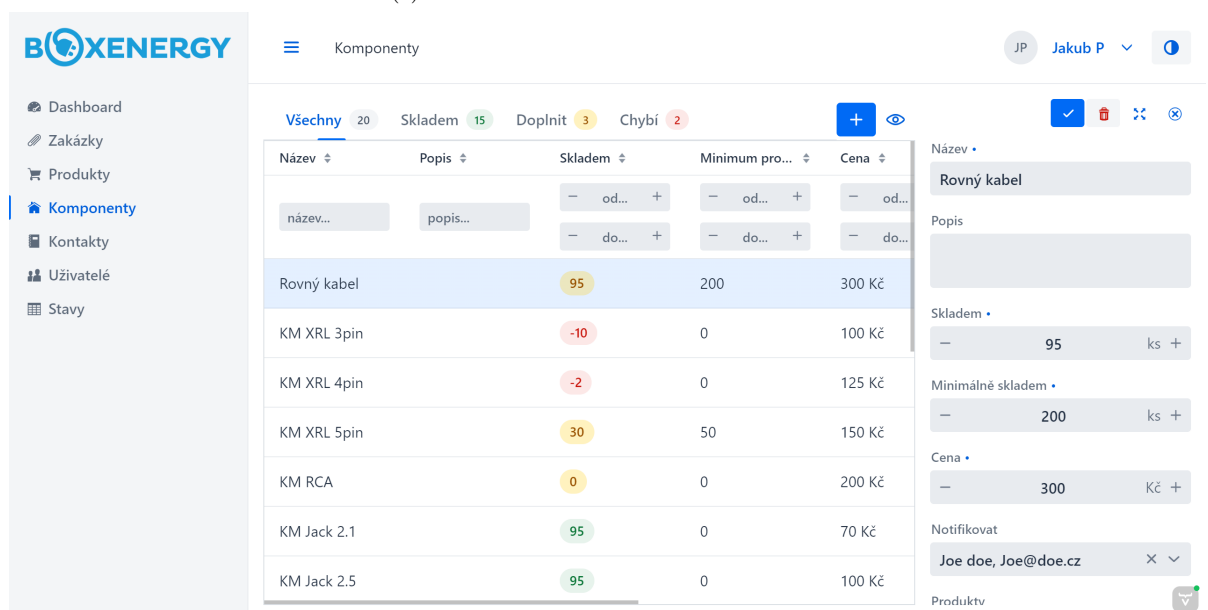 BOXENERGY
Komponenty
JP
Jakub P
Dashboard
Zakázky
Produkty
Komponenty
Kontakty
Uživatelé
Stavy
Všechny 20 Skladem 15 Doplnit 3 Chybí 2
Název Popis Skladem Minimum pro... Cena
název... popis... od... od... od...
do... do... do...
Rovný kabel 95 200 300 Kč
KM XRL 3pin -10 0 100 Kč
KM XRL 4pin -2 0 125 Kč
KM XRL 5pin 30 50 150 Kč
KM RCA 0 0 200 Kč
KM Jack 2.1 95 0 70 Kč
KM Jack 2.5 95 0 100 Kč
Název •
Rovný kabel
Popis
Skladem •
− 95 ks +
Minimálně skladem •
− 200 ks +
Cena •
− 300 Kč +
Notifikovat
Joe doe, Joe@doe.cz
Produkty